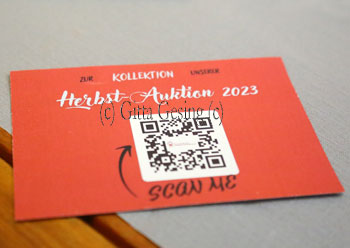 ZUR KOLLEKTION UNSERER
Herbst-Auktion 2023
(c) Gitta Gesing (c)
SCAN ME